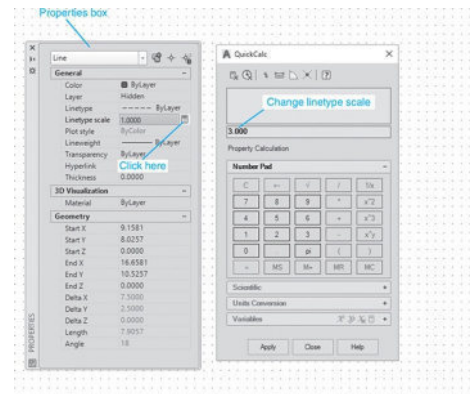 Properties box
Line
General
Color ByLayer
Layer Hidden
Linetype ByLayer
Linetype scale 1.0000
Plot style ByColor
Lineweight ByLayer
Transparency ByLayer
Hyperlink
Click here
Thickness 0.0000
3D Visualization
Material ByLayer
Geometry
Start X 9.1581
Start Y 8.0257
Start Z 0.0000
End X 16.6581
End Y 10.5257
End Z 0.0000
Delta X 7.5000
Delta Y 2.5000
Delta Z 0.0000
Length 7.9057
Angle 18
PROPERTIES
A QuickCalc
Change linetype scale
3.000
Property Calculation
Number Pad
C √ / 1/x
7 8 9 * x^2
4 5 6 + x^3
1 2 3 - x^y
0 . pi ( )
= MS M+ MR MC
Scientific
Units Conversion
Variables
Apply Close Help